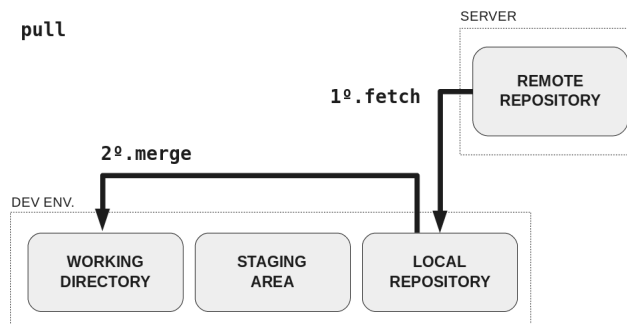 pull
SERVER
REMOTE
REPOSITORY
1º.fetch
2º.merge
DEV ENV.
WORKING
DIRECTORY
STAGING
AREA
LOCAL
REPOSITORY